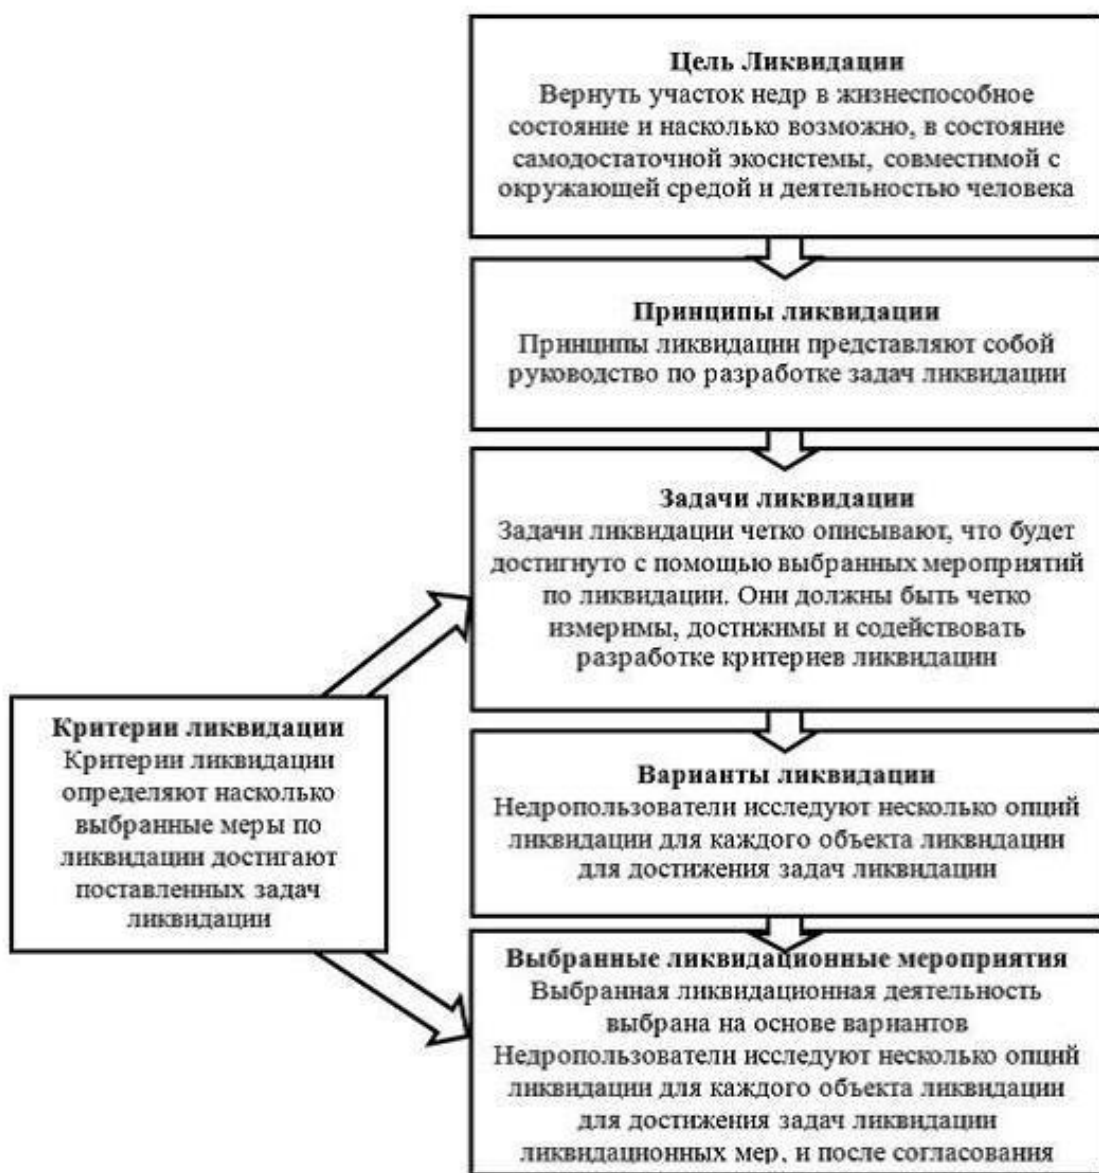 Цель Ликвидации
Вернуть участок недр в жизнеспособное
состояние и насколько возможно, в состояние
самодостаточной экосистемы, совместимой с
окружающей средой и деятельностью человека
Принципы ликвидации
Принципы ликвидации представляют собой
руководство по разработке задач ликвидации
Задачи ликвидации
Задачи ликвидации четко описывают, что будет
достигнуто с помощью выбранных мероприятий
по ликвидации. Они должны быть четко
измеримы, достижимы и содействовать
разработке критериев ликвидации
Критерии ликвидации
Критерии ликвидации
определяют насколько
выбранные меры по
ликвидации достигают
поставленных задач
ликвидации
Варианты ликвидации
Недропользователи исследуют несколько опций
ликвидации для каждого объекта ликвидации
для достижения задач ликвидации
Выбранные ликвидационные мероприятия
Выбранная ликвидационная деятельность
выбрана на основе вариантов
Недропользователи исследуют несколько опций
ликвидации для каждого объекта ликвидации
для достижения задач ликвидации
ликвидационных мер, и после согласования